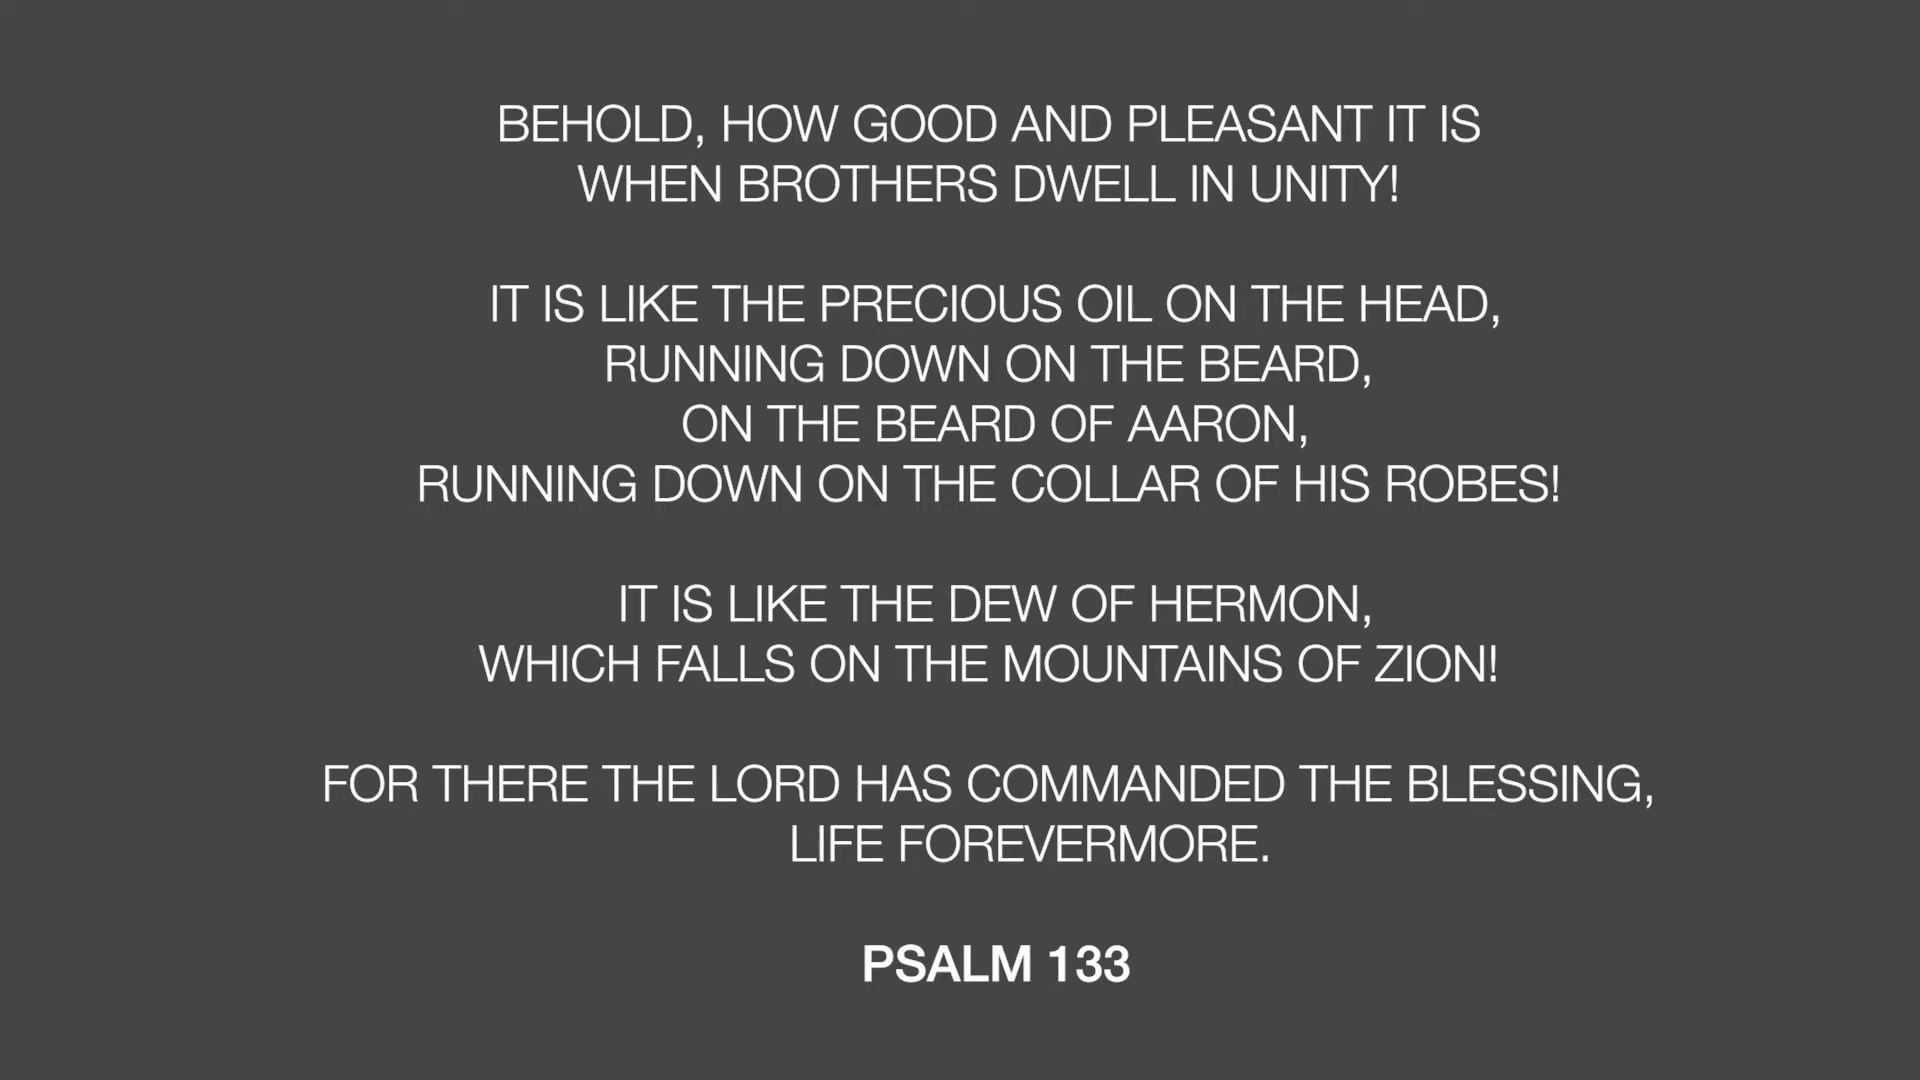 BEHOLD, HOW GOOD AND PLEASANT IT IS
WHEN BROTHERS DWELL IN UNITY!
IT IS LIKE THE PRECIOUS OIL ON THE HEAD,
RUNNING DOWN ON THE BEARD,
ON THE BEARD OF AARON,
RUNNING DOWN ON THE COLLAR OF HIS ROBES!
IT IS LIKE THE DEW OF HERMON,
WHICH FALLS ON THE MOUNTAINS OF ZION!
FOR THERE THE LORD HAS COMMANDED THE BLESSING,
LIFE FOREVERMORE.
PSALM 133